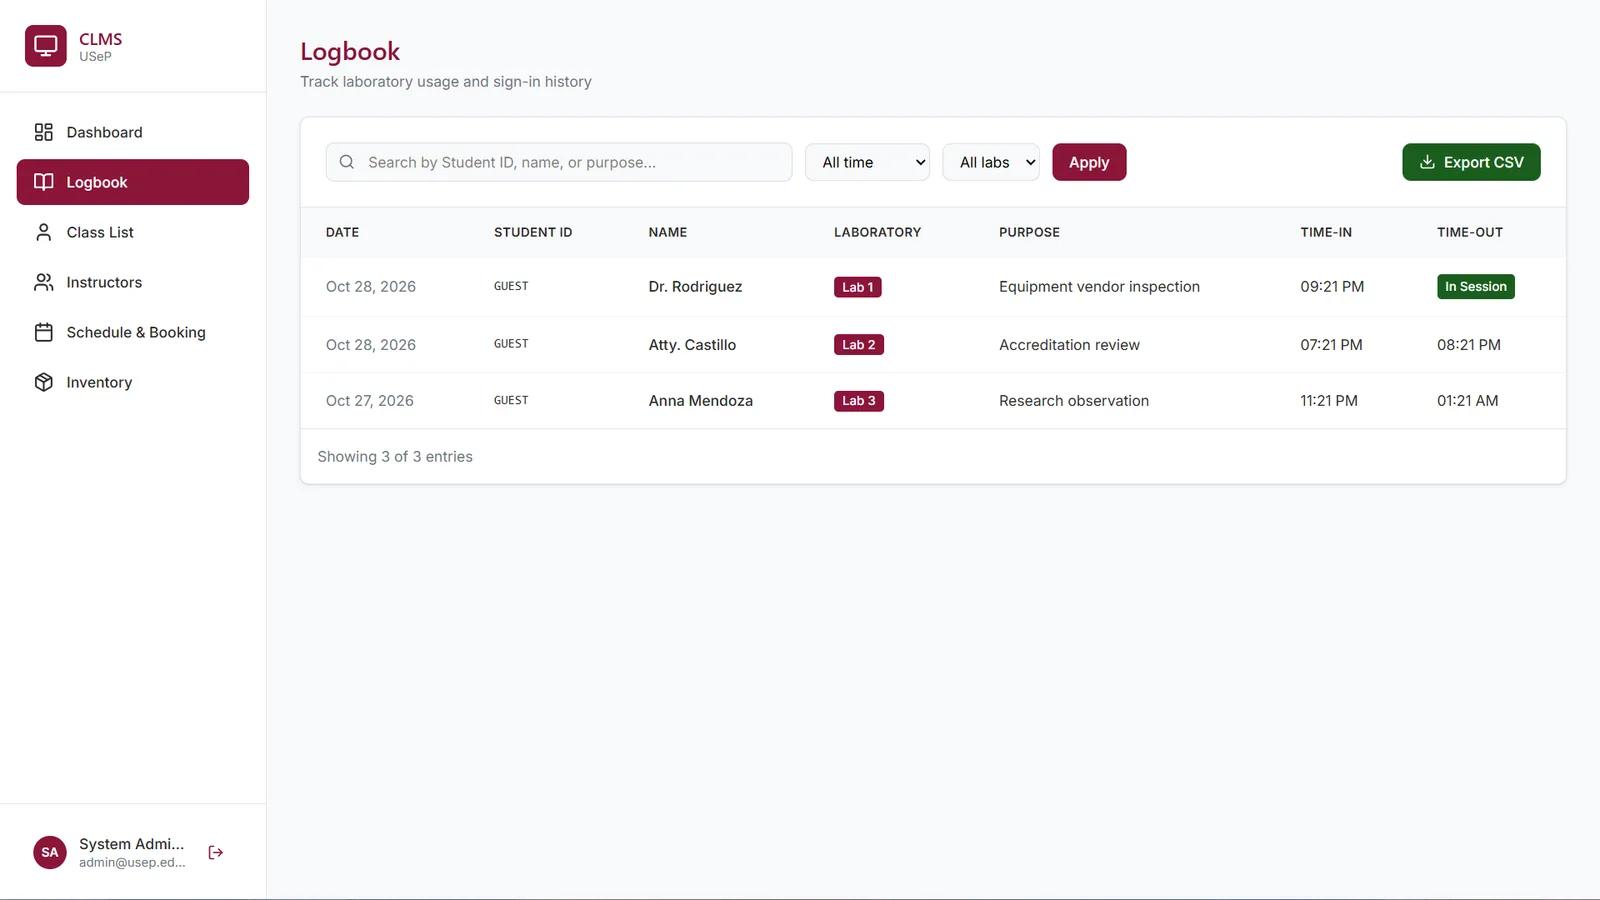 CLMS
USeP
Dashboard
Logbook
Class List
Instructors
Schedule & Booking
Inventory
SA
System Admi...
admin@usep.ed...
Logbook
Track laboratory usage and sign-in history
Search by Student ID, name, or purpose... All time All labs Apply Export CSV
DATE STUDENT ID NAME LABORATORY PURPOSE TIME-IN TIME-OUT
Oct 28, 2026 GUEST Dr. Rodriguez Lab 1 Equipment vendor inspection 09:21 PM In Session
Oct 28, 2026 GUEST Atty. Castillo Lab 2 Accreditation review 07:21 PM 08:21 PM
Oct 27, 2026 GUEST Anna Mendoza Lab 3 Research observation 11:21 PM 01:21 AM
Showing 3 of 3 entries